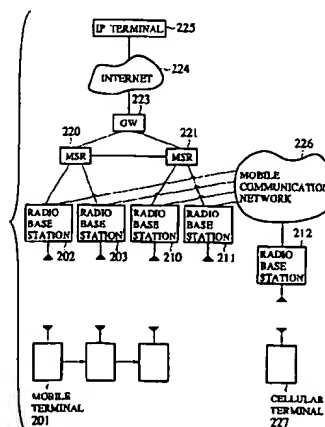 IP TERMINAL 225
INTERNET 224
223
GW
220 221
MSR MSR
226
MOBILE
COMMUNICATION
NETWORK
RADIO BASE STATION 202
RADIO BASE STATION 203
RADIO BASE STATION 210
RADIO BASE STATION 211
212
RADIO BASE STATION
MOBILE
TERMINAL
201
CELLULAR
TERMINAL
227